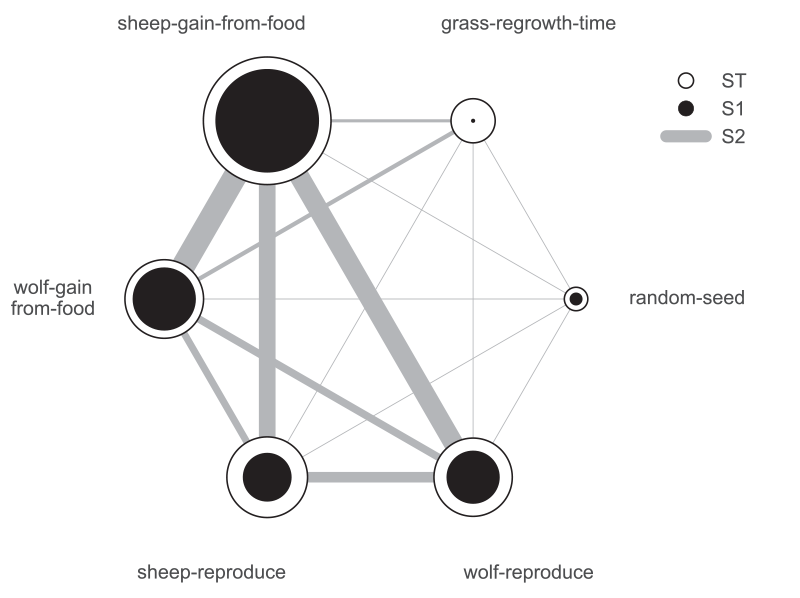 sheep-gain-from-food
grass-regrowth-time
ST
S1
S2
wolf-gain
from-food
random-seed
sheep-reproduce
wolf-reproduce